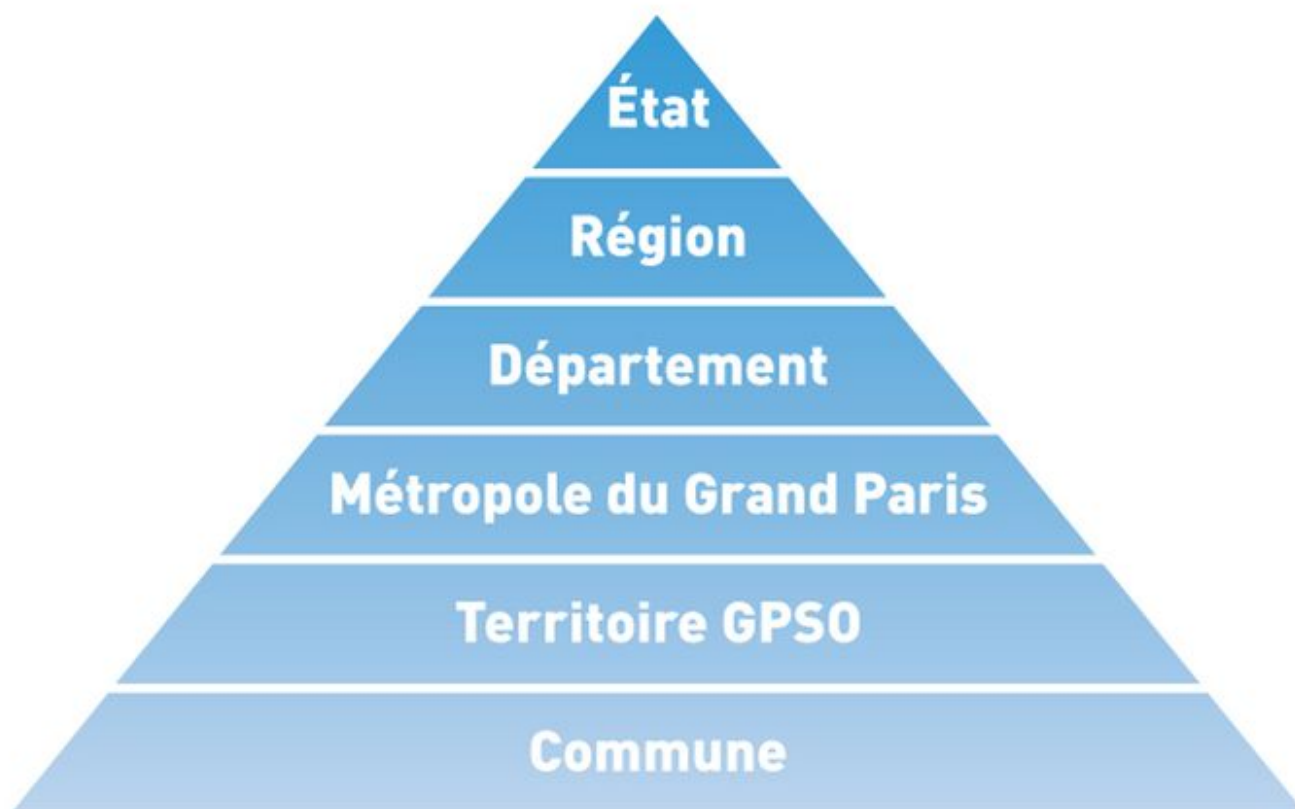 État
Région
Département
Métropole du Grand Paris
Territoire GPSO
Commune